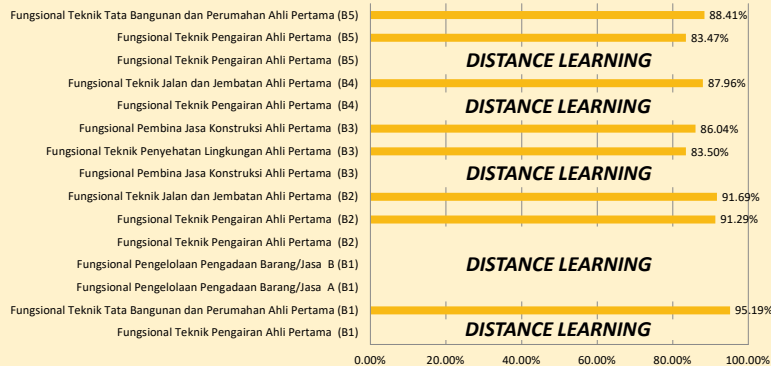 Fungsional Teknik Tata Bangunan dan Perumahan Ahli Pertama (B5) 88.41%
Fungsional Teknik Pengairan Ahli Pertama (B5) 83.47%
Fungsional Teknik Pengairan Ahli Pertama (B5) DISTANCE LEARNING
Fungsional Teknik Jalan dan Jembatan Ahli Pertama (B4) 87.96%
Fungsional Teknik Pengairan Ahli Pertama (B4) DISTANCE LEARNING
Fungsional Pembina Jasa Konstruksi Ahli Pertama (B3) 86.04%
Fungsional Teknik Penyehatan Lingkungan Ahli Pertama (B3) 83.50%
Fungsional Pembina Jasa Konstruksi Ahli Pertama (B3) DISTANCE LEARNING
Fungsional Teknik Jalan dan Jembatan Ahli Pertama (B2) 91.69%
Fungsional Teknik Pengairan Ahli Pertama (B2) 91.29%
Fungsional Teknik Pengairan Ahli Pertama (B2)
Fungsional Pengelolaan Pengadaan Barang/Jasa B (B1) DISTANCE LEARNING
Fungsional Pengelolaan Pengadaan Barang/Jasa A (B1)
Fungsional Teknik Tata Bangunan dan Perumahan Ahli Pertama (B1) 95.19%
Fungsional Teknik Pengairan Ahli Pertama (B1) DISTANCE LEARNING
0.00% 20.00% 40.00% 60.00% 80.00% 100.00%